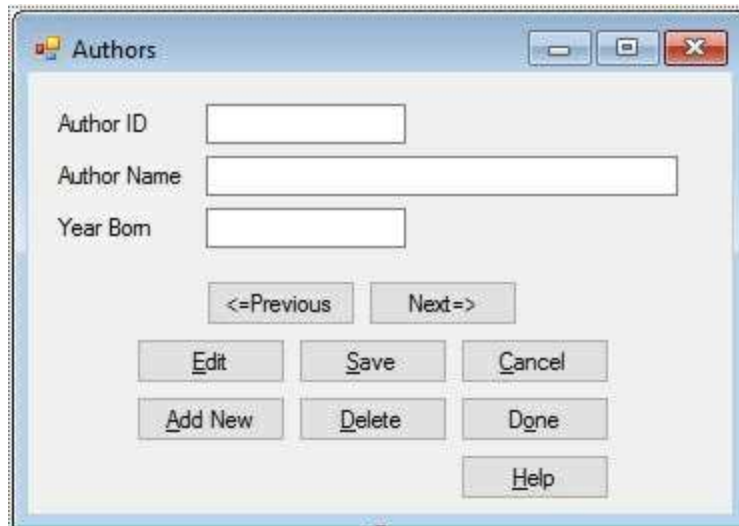 Authors
Author ID
Author Name
Year Born
<=Previous Next=>
Edit Save Cancel
Add New Delete Done
Help